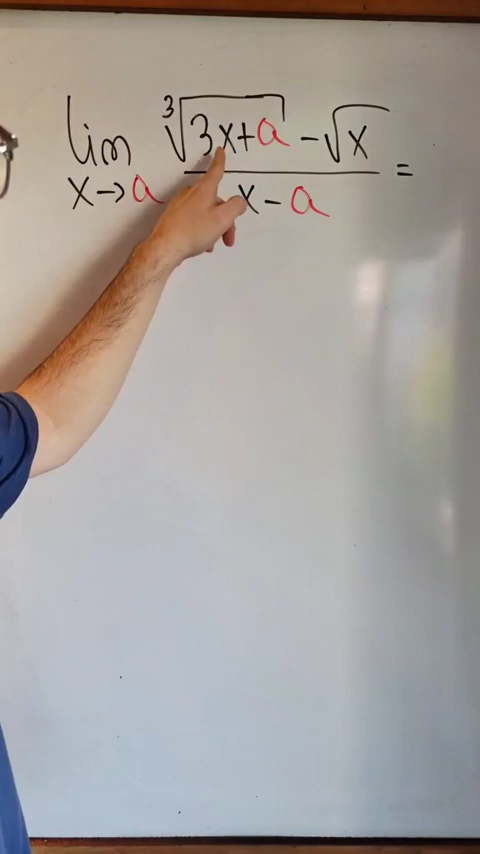 lim ∛(3x+a) - √x
x→a x - a =